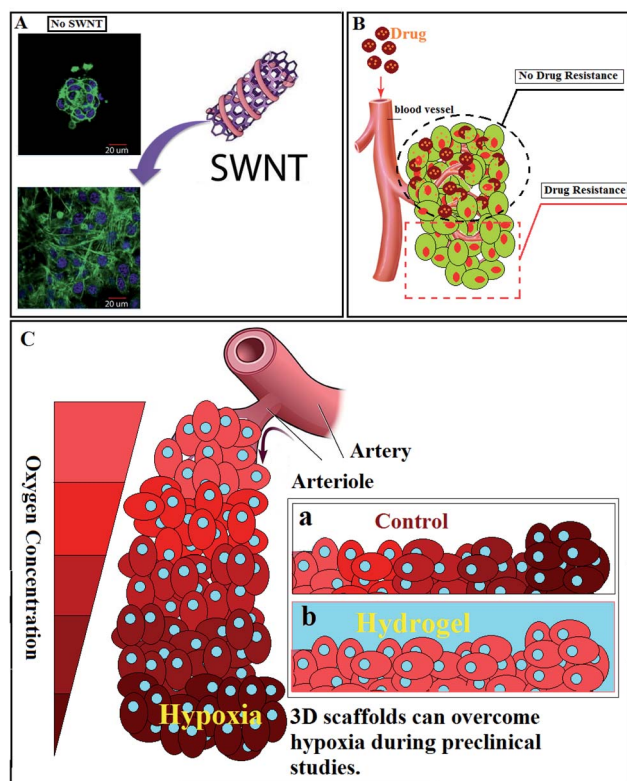 A
No SWNT
20 um
SWNT
20 um
B
Drug
No Drug Resistance
blood vessel
Drug Resistance
C
Oxygen Concentration
Artery
Arteriole
a
Control
b
Hydrogel
Hypoxia
3D scaffolds can overcome
hypoxia during preclinical
studies.